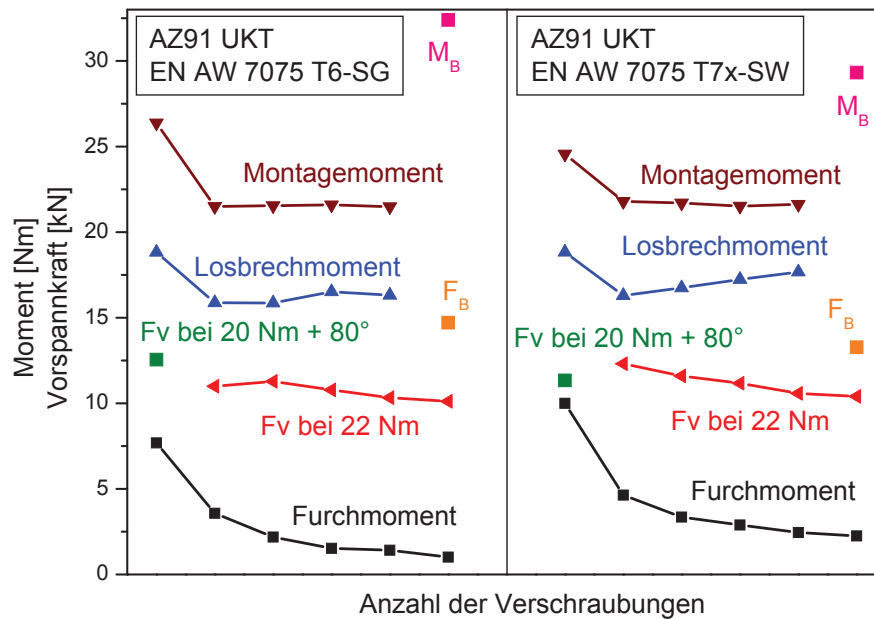 AZ91 UKT
EN AW 7075 T6-SG
M_B
Montagemoment
Losbrechmoment
F_B
Fv bei 20 Nm + 80°
Fv bei 22 Nm
Furchmoment
AZ91 UKT
EN AW 7075 T7x-SW
M_B
Montagemoment
Losbrechmoment
F_B
Fv bei 20 Nm + 80°
Fv bei 22 Nm
Furchmoment
Moment [Nm]
Vorspannkraft [kN]
30
25
20
15
10
5
0
Anzahl der Verschraubungen